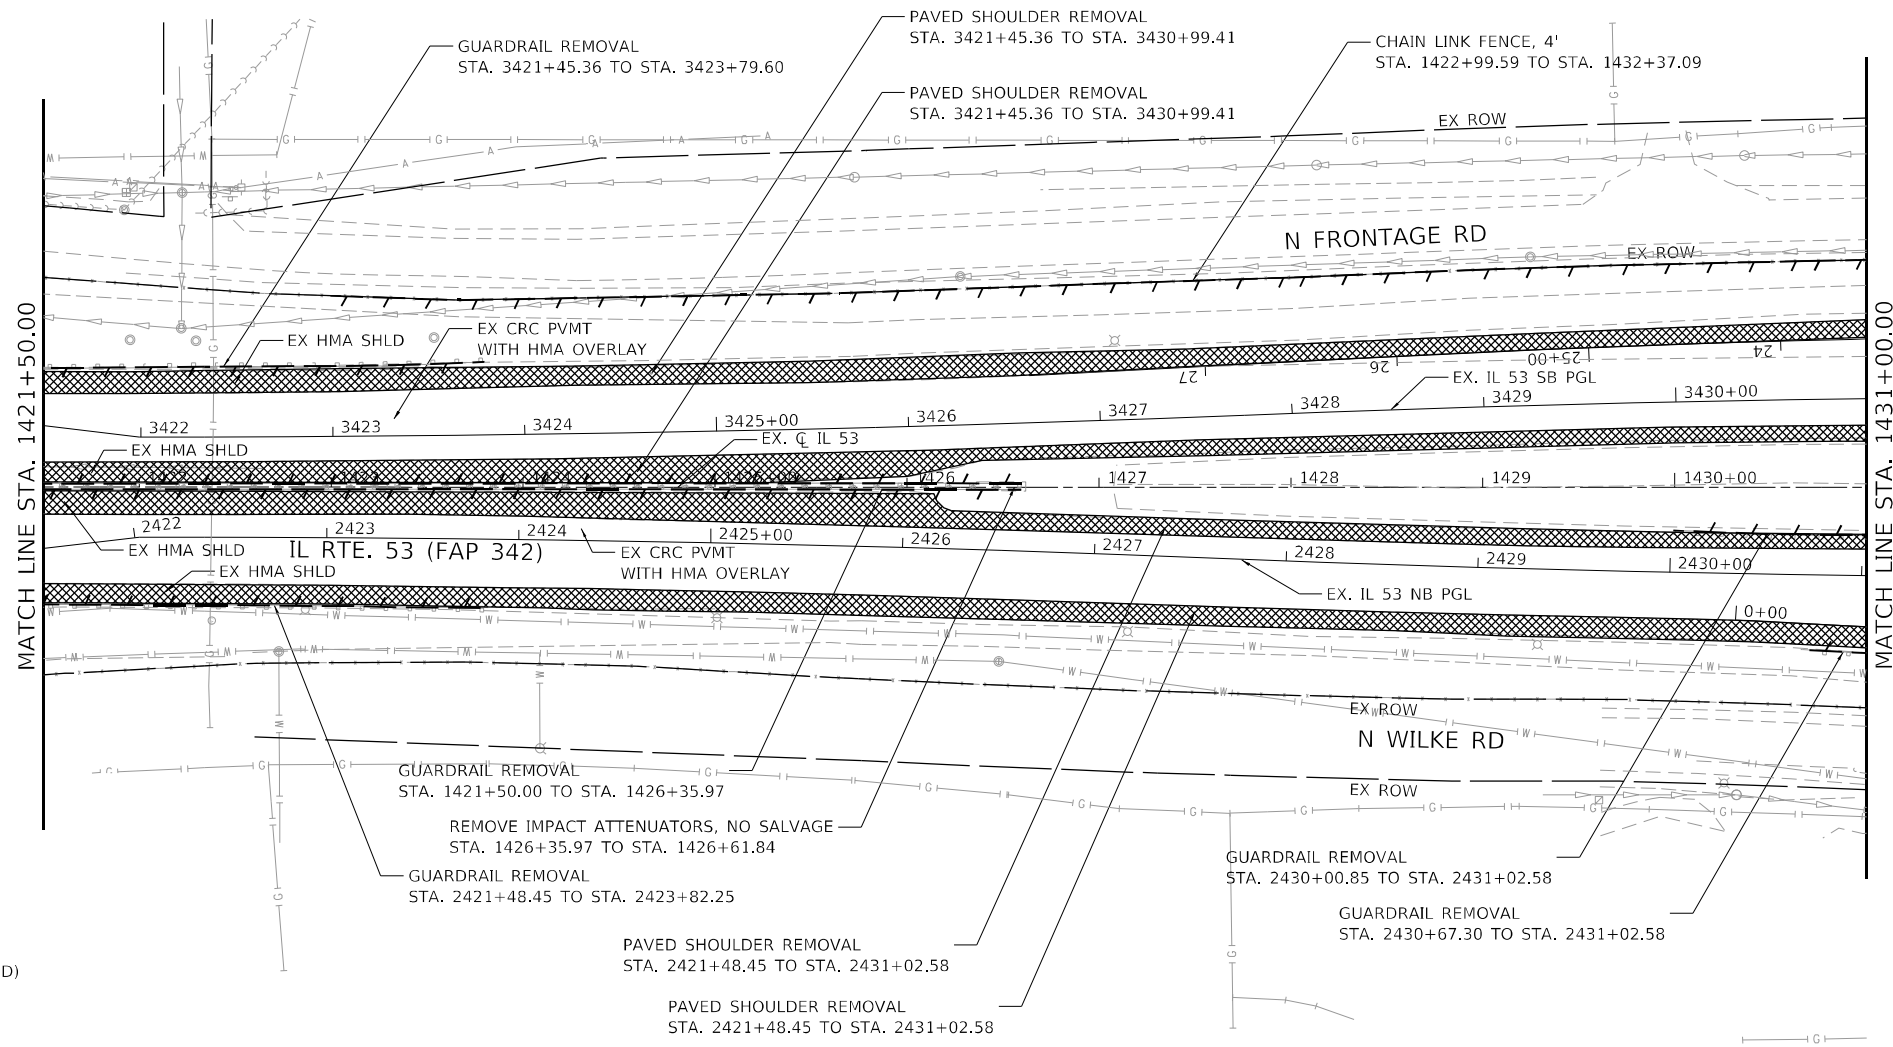 PAVED SHOULDER REMOVAL
STA. 3421+45.36 TO STA. 3430+99.41
GUARDRAIL REMOVAL
STA. 3421+45.36 TO STA. 3423+79.60
CHAIN LINK FENCE, 4'
STA. 1422+99.59 TO STA. 1432+37.09
PAVED SHOULDER REMOVAL
STA. 3421+45.36 TO STA. 3430+99.41
EX ROW
N FRONTAGE RD
EX ROW
MATCH LINE STA. 1421+50.00
MATCH LINE STA. 1431+00.00
EX HMA SHLD
EX CRC PVMT
WITH HMA OVERLAY
27
26
25+00
24
EX. IL 53 SB PGL
3422
3423
3424
3425+00
3426
3427
3428
3429
3430+00
EX. ℄ IL 53
EX HMA SHLD
1422
1423
1424
1425+00
1426
1427
1428
1429
1430+00
2422
2423
2424
2425+00
2426
2427
2428
2429
2430+00
EX HMA SHLD
IL RTE. 53 (FAP 342)
EX CRC PVMT
WITH HMA OVERLAY
EX HMA SHLD
EX. IL 53 NB PGL
0+00
EX ROW
N WILKE RD
EX ROW
GUARDRAIL REMOVAL
STA. 1421+50.00 TO STA. 1426+35.97
REMOVE IMPACT ATTENUATORS, NO SALVAGE
STA. 1426+35.97 TO STA. 1426+61.84
GUARDRAIL REMOVAL
STA. 2421+48.45 TO STA. 2423+82.25
GUARDRAIL REMOVAL
STA. 2430+00.85 TO STA. 2431+02.58
GUARDRAIL REMOVAL
STA. 2430+67.30 TO STA. 2431+02.58
PAVED SHOULDER REMOVAL
STA. 2421+48.45 TO STA. 2431+02.58
D)
PAVED SHOULDER REMOVAL
STA. 2421+48.45 TO STA. 2431+02.58